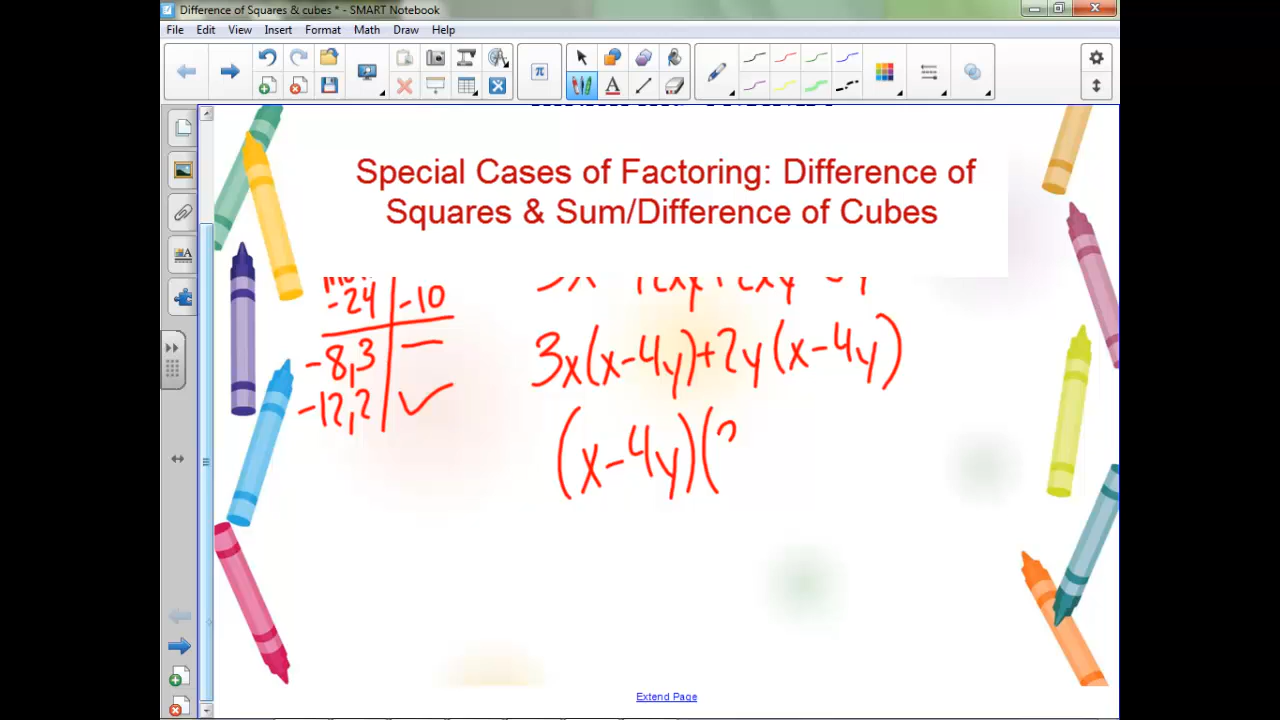 Difference of Squares & cubes * - SMART Notebook
File Edit View Insert Format Math Draw Help
Special Cases of Factoring: Difference of
Squares & Sum/Difference of Cubes
-24 | -10
-8,3
-12,2 ✓
3x(x-4y)+2y(x-4y)
(x-4y)(
Extend Page